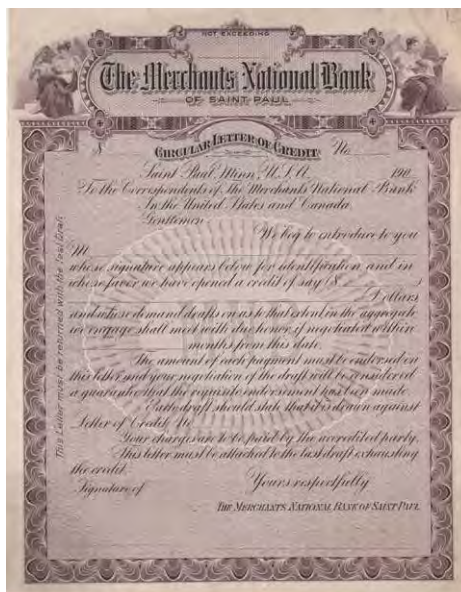 NOT EXCEEDING
The Merchants National Bank
OF SAINT PAUL
$ CIRCULAR LETTER OF CREDIT No.
Saint Paul, Minn., U.S.A. 190
To the Correspondents of The Merchants National Bank
In the United States and Canada
Gentlemen:
We beg to introduce to you
M
whose signature appears below for identification and in
whose favor we have opened a credit of say ($ )
Dollars
and whose demand drafts on us to that extent in the aggregate
we engage shall meet with due honor if negotiated within
months from this date.
The amount of each payment must be endorsed on
this letter and your negotiation of the draft will be considered
a guarantee that the requisite endorsement has been made.
Each draft should state that it is drawn against
Letter of Credit No.
Your charges are to be paid by the accredited party.
This letter must be attached to the last draft exhausting
the credit.
Signature of Yours respectfully
THE MERCHANTS NATIONAL BANK OF SAINT PAUL
This Letter must be returned with the last Draft